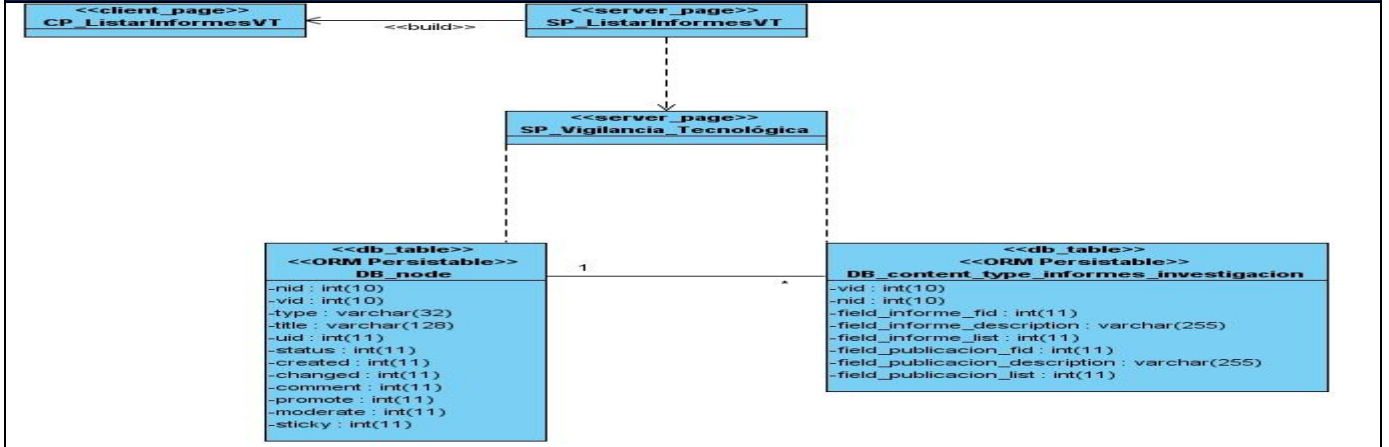 <<client_page>>
CP_ListarInformesVT
<<build>>
<<server_page>>
SP_ListarInformesVT
<<server_page>>
SP_Vigilancia_Tecnológica
<<db_table>>
<<ORM Persistable>>
DB_node
-nid : int(10)
-vid : int(10)
-type : varchar(32)
-title : varchar(128)
-uid : int(11)
-status : int(11)
-created : int(11)
-changed : int(11)
-comment : int(11)
-promote : int(11)
-moderate : int(11)
-sticky : int(11)
1
*
<<db_table>>
<<ORM Persistable>>
DB_content_type_informes_investigacion
-vid : int(10)
-nid : int(10)
-field_informe_fid : int(11)
-field_informe_description : varchar(255)
-field_informe_list : int(11)
-field_publicacion_fid : int(11)
-field_publicacion_description : varchar(255)
-field_publicacion_list : int(11)